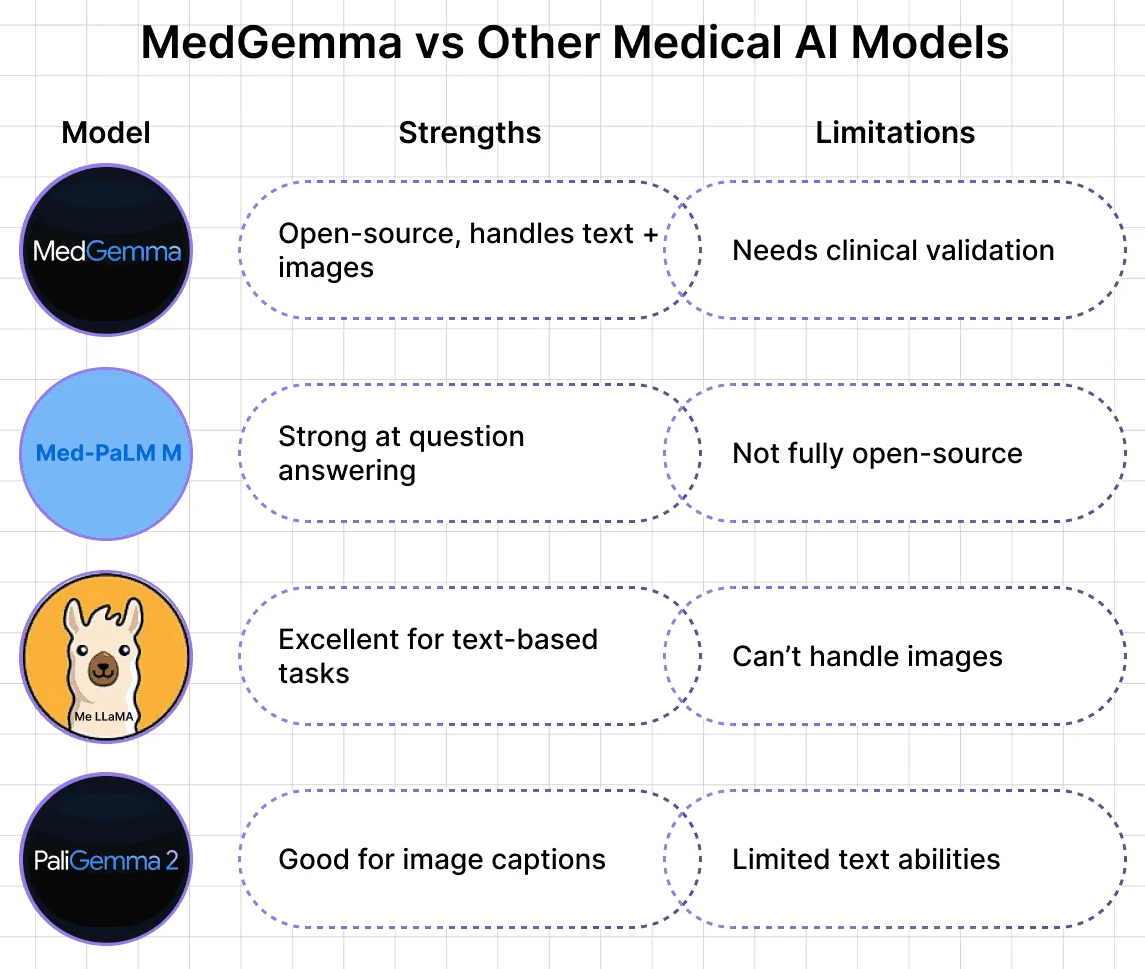 MedGemma vs Other Medical AI Models
Model
Strengths
Limitations
MedGemma
Open-source, handles text +
images
Needs clinical validation
Med-PaLM M
Strong at question
answering
Not fully open-source
Me LLaMA
Excellent for text-based
tasks
Can’t handle images
PaliGemma 2
Good for image captions
Limited text abilities